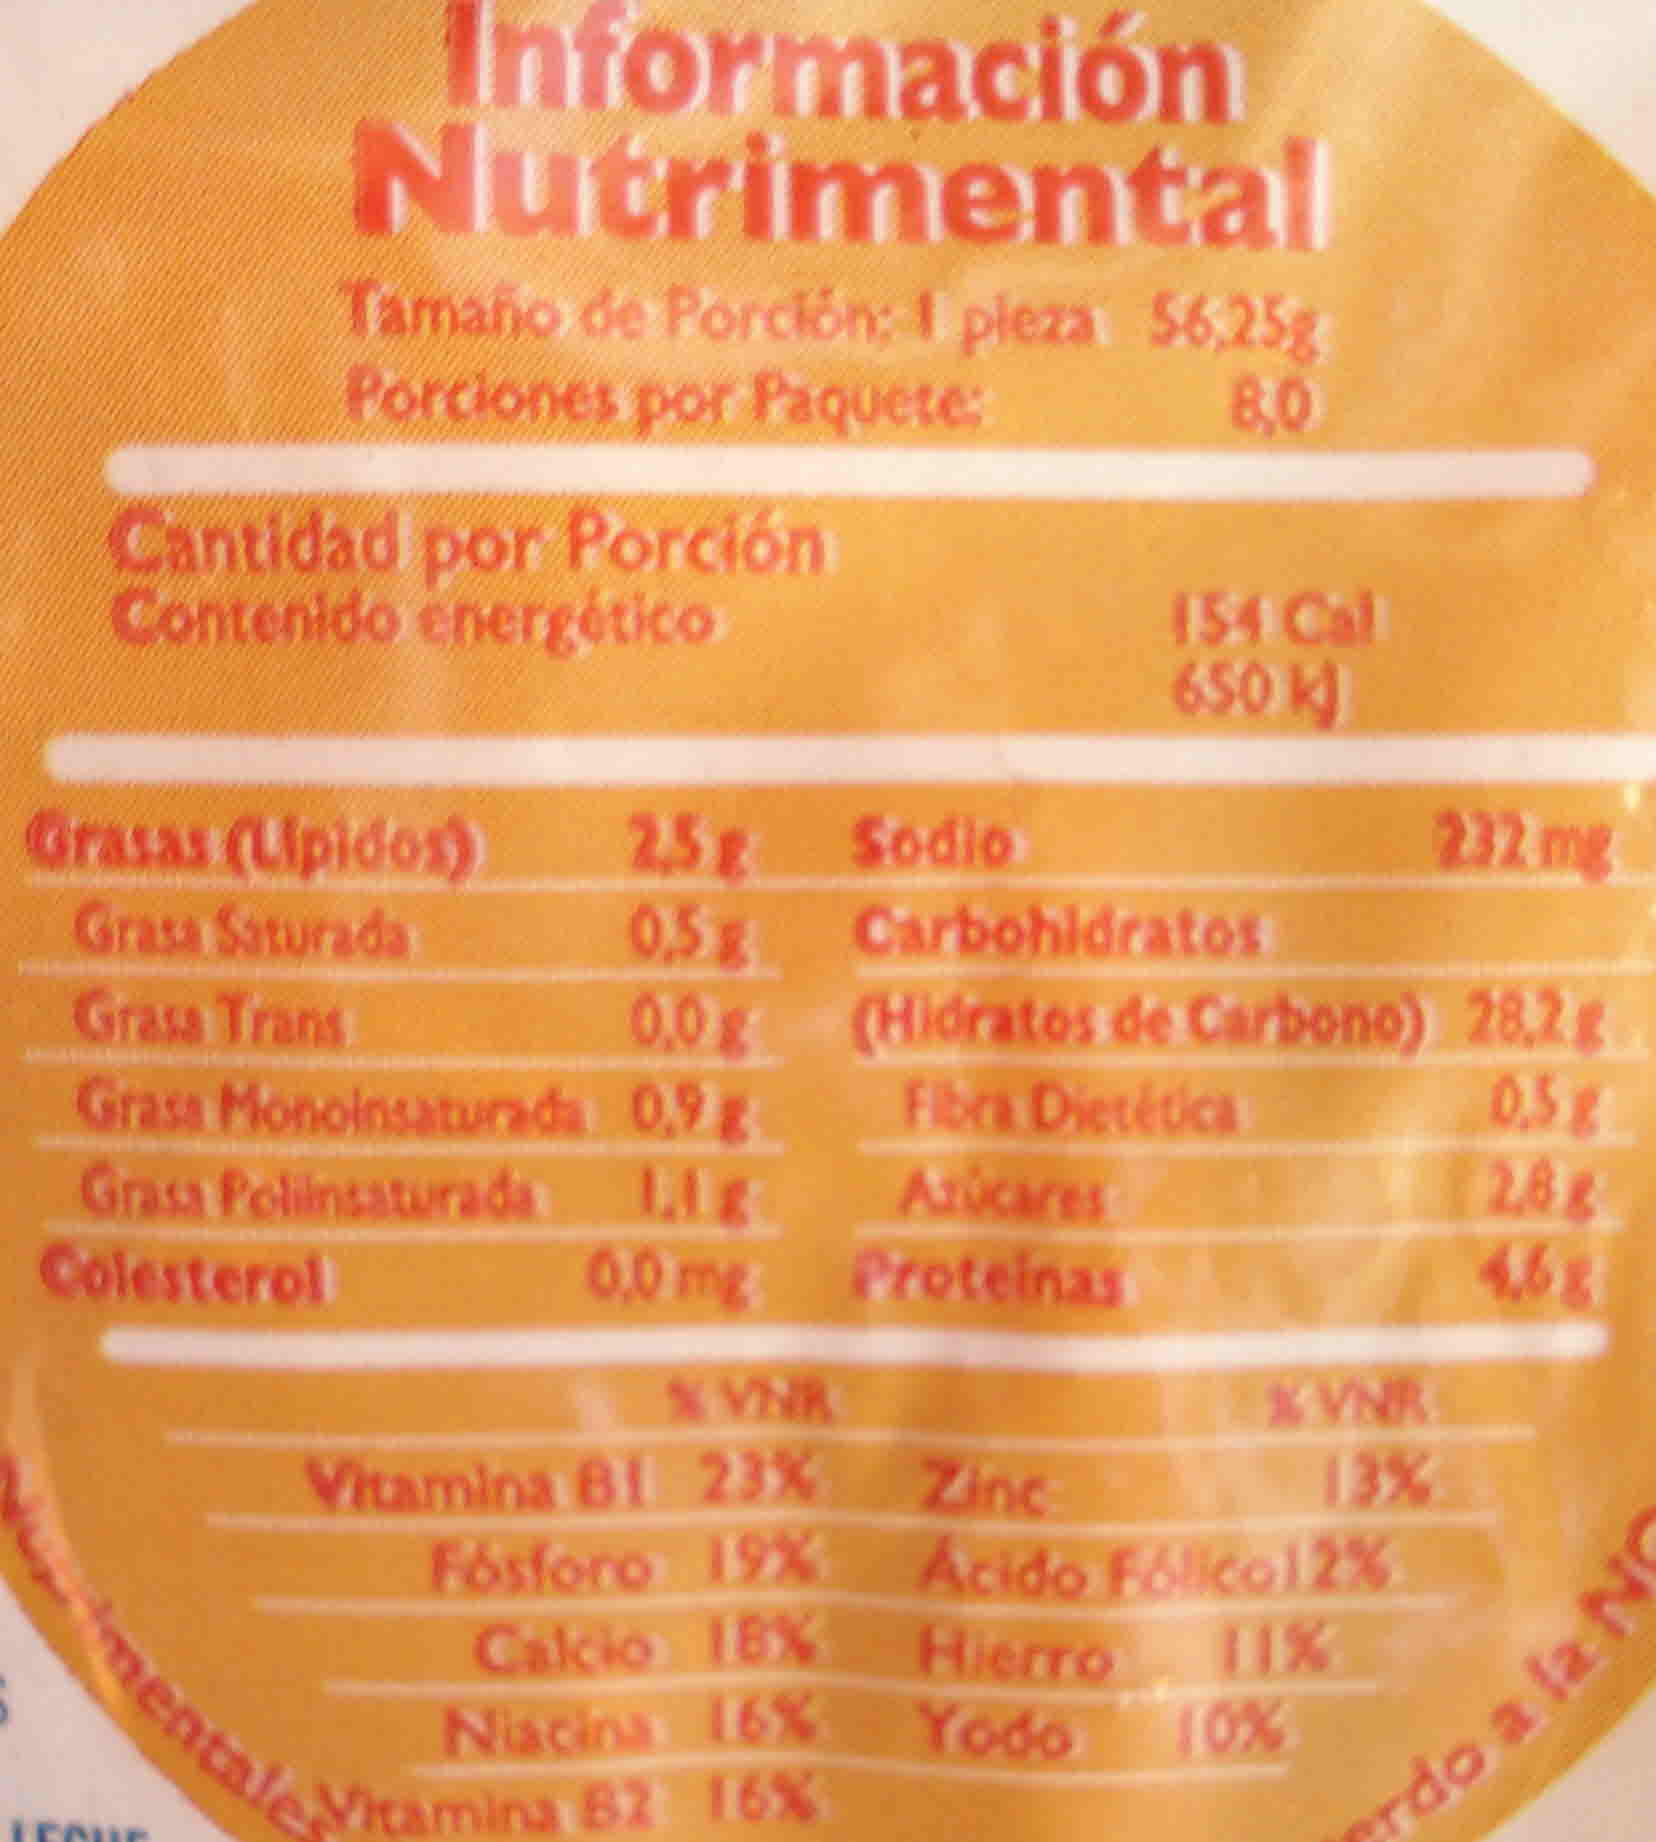 Información
Nutrimental
Tamaño de Porción: 1 pieza 56,25g
Porciones por Paquete: 8,0
Cantidad por Porción
Contenido energético 154 Cal
650 kJ
Grasas (Lípidos) 2,5 g Sodio 232 mg
Grasa Saturada 0,5 g Carbohidratos
Grasa Trans 0,0 g (Hidratos de Carbono) 28,2 g
Grasa Monoinsaturada 0,9 g Fibra Dietética 0,5 g
Grasa Poliinsaturada 1,1 g Azúcares 2,8 g
Colesterol 0,0 mg Proteínas 4,6 g
% VNR % VNR
Vitamina B1 23% Zinc 13%
Fósforo 19% Ácido Fólico 12%
Calcio 18% Hierro 11%
Niacina 16% Yodo 10%
Vitamina B2 16%
a la
LECHE